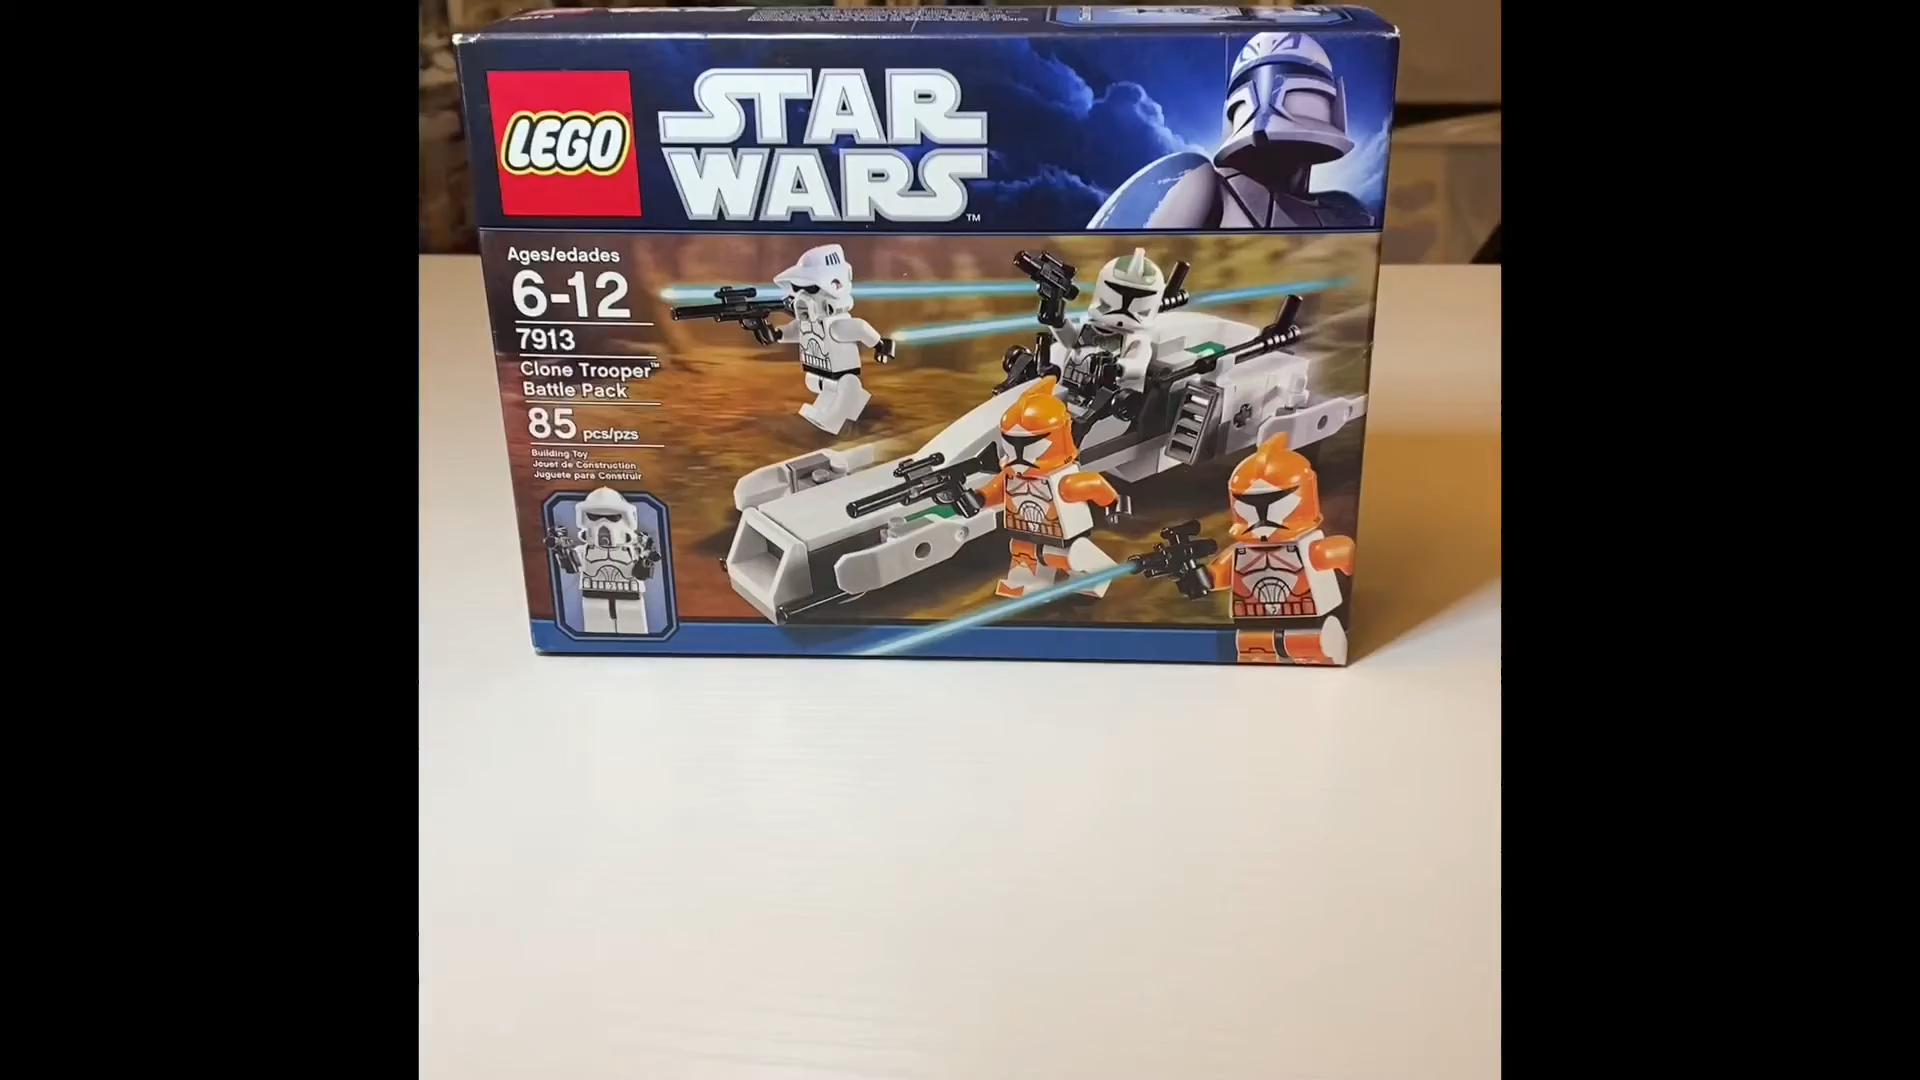 LEGO
STAR
WARS
TM
Ages/edades
6-12
7913
Clone Trooper™
Battle Pack
85 pcs/pzs
Building Toy
Jouet de Construction
Juguete para Construir